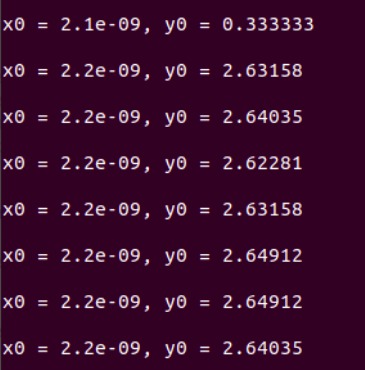 x0 = 2.1e-09, y0 = 0.333333
x0 = 2.2e-09, y0 = 2.63158
x0 = 2.2e-09, y0 = 2.64035
x0 = 2.2e-09, y0 = 2.62281
x0 = 2.2e-09, y0 = 2.63158
x0 = 2.2e-09, y0 = 2.64912
x0 = 2.2e-09, y0 = 2.64912
x0 = 2.2e-09, y0 = 2.64035